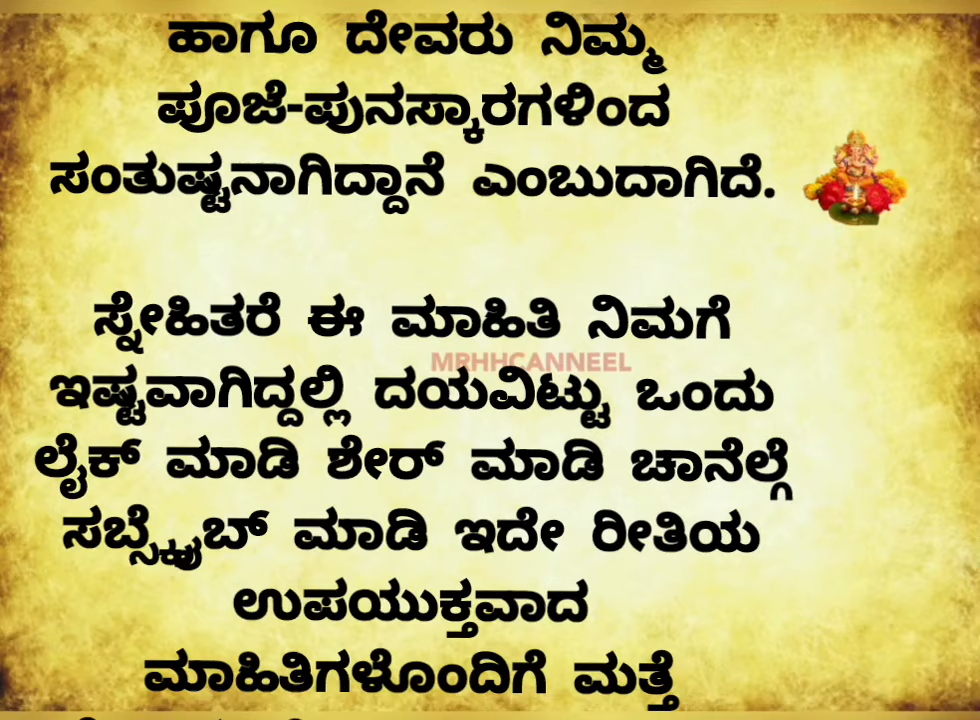 ಹಾಗೂ ದೇವರು ನಿಮ್ಮ
ಪೂಜೆ-ಪುನಸ್ಕಾರಗಳಿಂದ
ಸಂತುಷ್ಟನಾಗಿದ್ದಾನೆ ಎಂಬುದಾಗಿದೆ.
ಸ್ನೇಹಿತರೆ ಈ ಮಾಹಿತಿ ನಿಮಗೆ
MRHHCANNEEL
ಇಷ್ಟವಾಗಿದ್ದಲ್ಲಿ ದಯವಿಟ್ಟು ಒಂದು
ಲೈಕ್ ಮಾಡಿ ಶೇರ್ ಮಾಡಿ ಚಾನೆಲ್ಗೆ
ಸಬ್ಸ್ಕ್ರೈಬ್ ಮಾಡಿ ಇದೇ ರೀತಿಯ
ಉಪಯುಕ್ತವಾದ
ಮಾಹಿತಿಗಳೊಂದಿಗೆ ಮತ್ತೆ